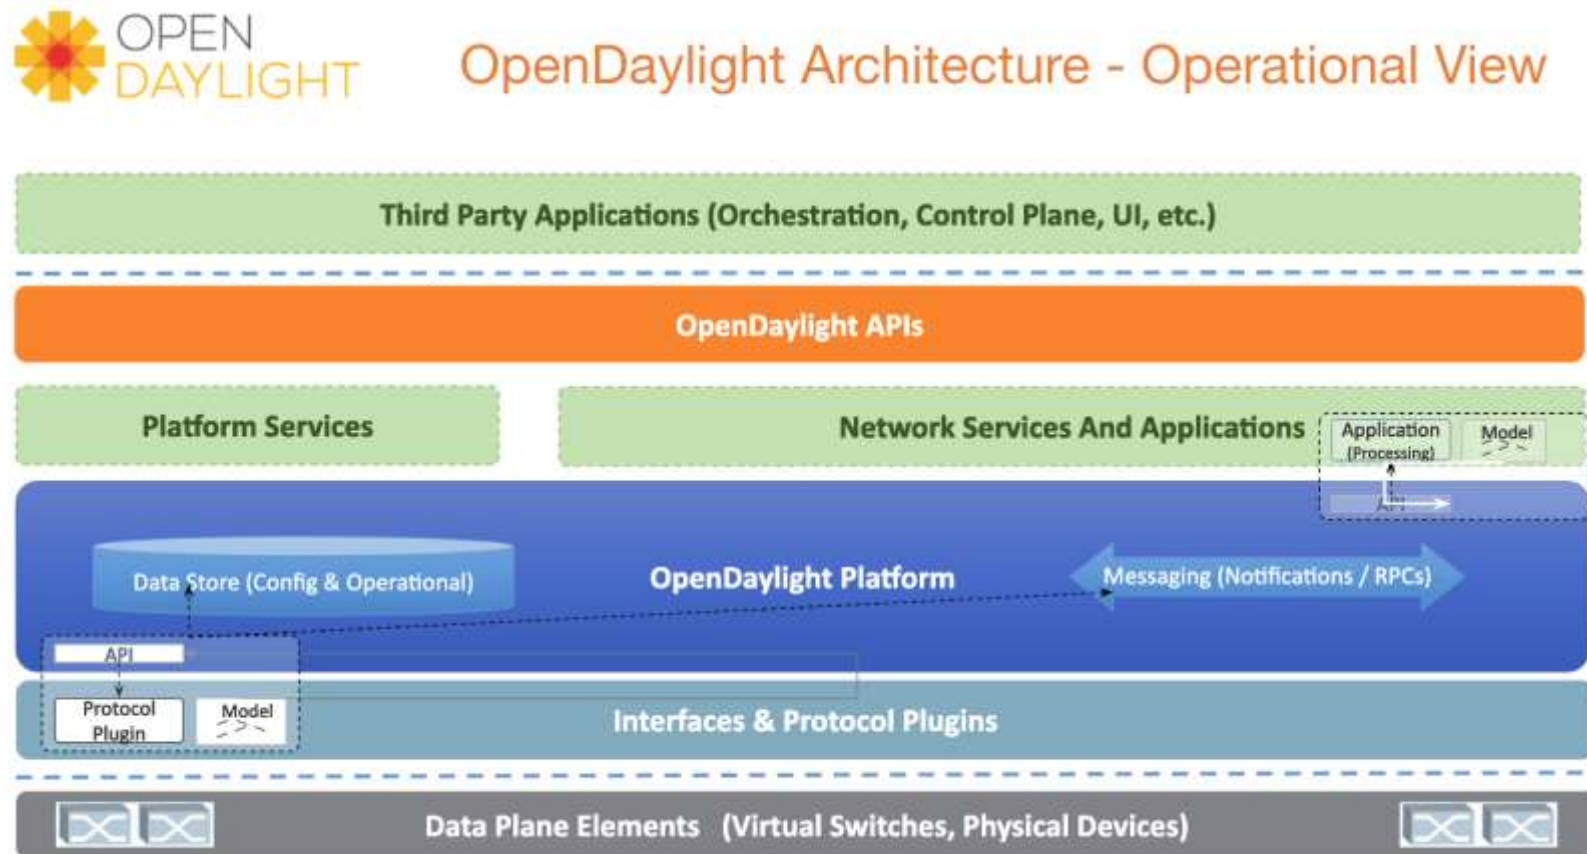 OPEN
DAYLIGHT
OpenDaylight Architecture - Operational View
Third Party Applications (Orchestration, Control Plane, UI, etc.)
OpenDaylight APIs
Platform Services
Network Services And Applications
Application
(Processing)
Model
API
Data Store (Config & Operational)
OpenDaylight Platform
Messaging (Notifications / RPCs)
API
Protocol
Plugin
Model
Interfaces & Protocol Plugins
Data Plane Elements (Virtual Switches, Physical Devices)